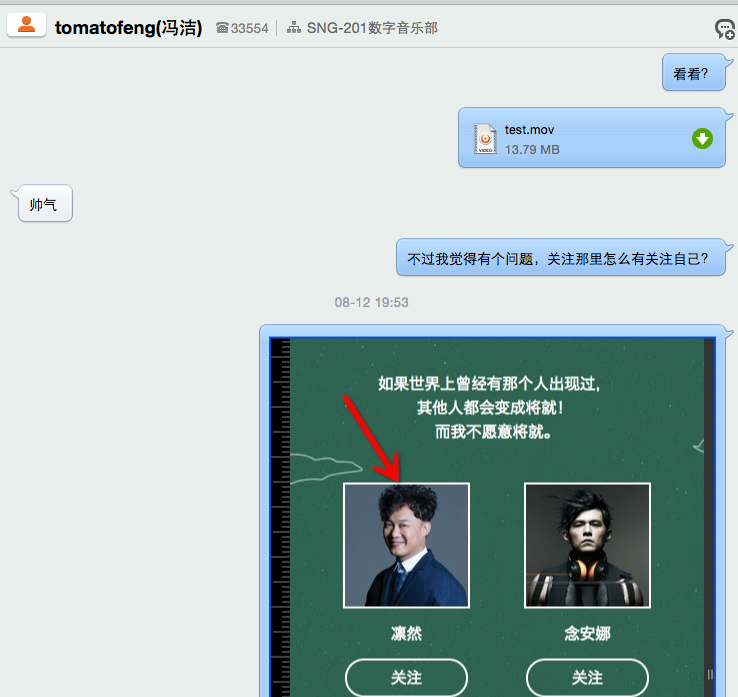 tomatofeng(冯洁) 33554 SNG-201数字音乐部
看看?
test.mov
VIDEO
13.79 MB
帅气
不过我觉得有个问题，关注那里怎么有关注自己?
08-12 19:53
如果世界上曾经有那个人出现过，
其他人都会变成将就！
而我不愿意将就。
凛然
念安娜
关注
关注